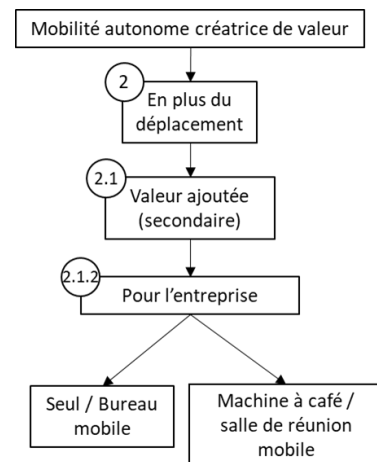 Mobilité autonome créatrice de valeur
2
En plus du
déplacement
2.1
Valeur ajoutée
(secondaire)
2.1.2
Pour l’entreprise
Seul / Bureau
mobile
Machine à café /
salle de réunion
mobile